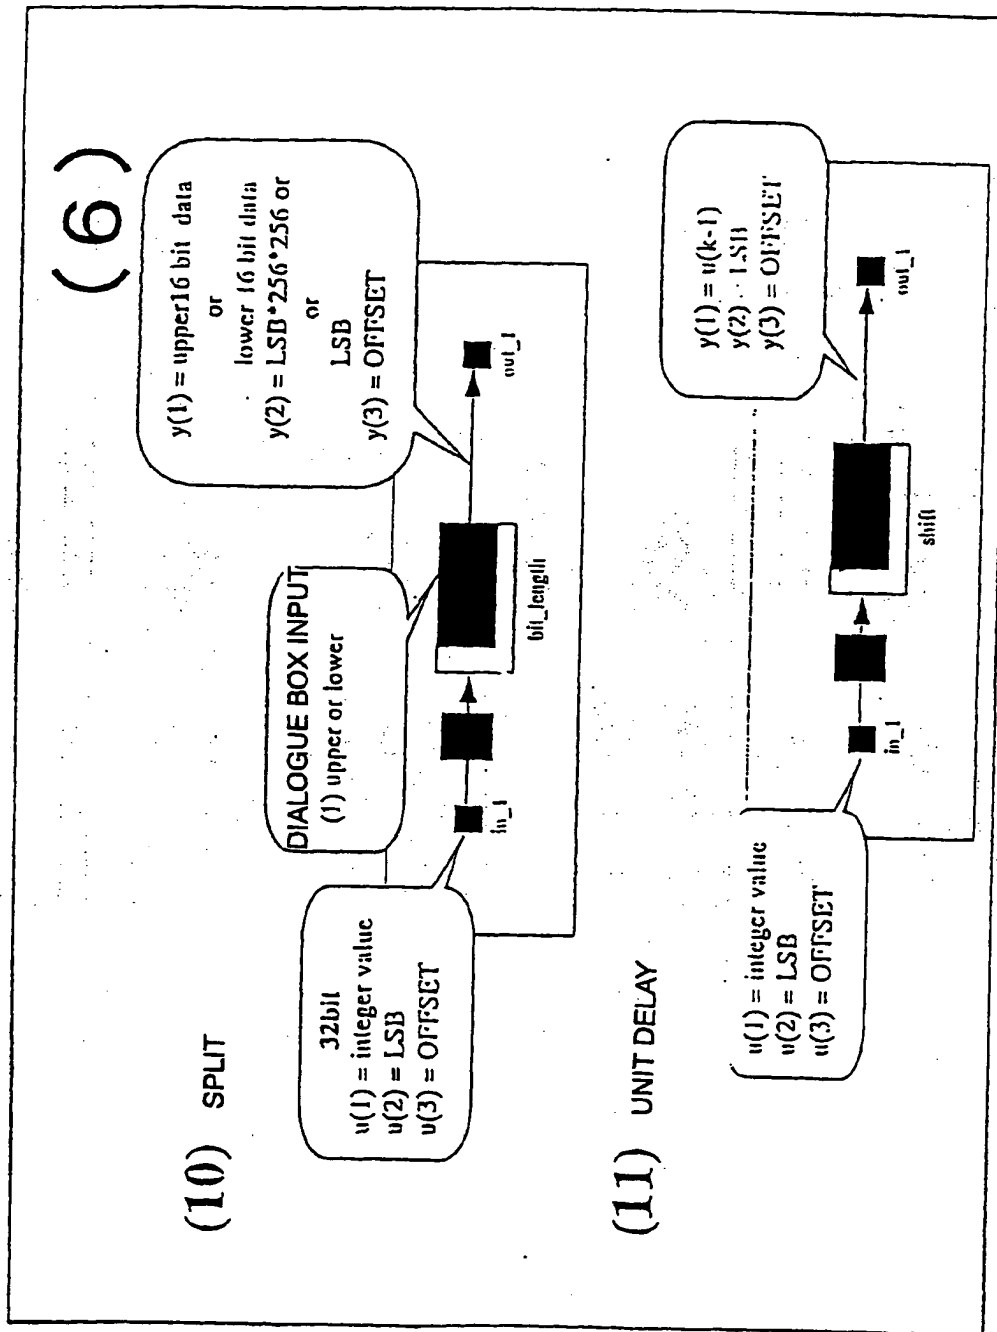 (6)
(10) SPLIT
32bit
u(1) = integer value
u(2) = LSB
u(3) = OFFSET
DIALOGUE BOX INPUT
(1) upper or lower
y(1) = upper16 bit data
or
lower 16 bit data
y(2) = LSB*256*256 or
or
LSB
y(3) = OFFSET
in_1
bit_length
out_1
(11) UNIT DELAY
u(1) = integer value
u(2) = LSB
u(3) = OFFSET
y(1) = u(k-1)
y(2) - LSB
y(3) = OFFSET
in_1
shift
out_1